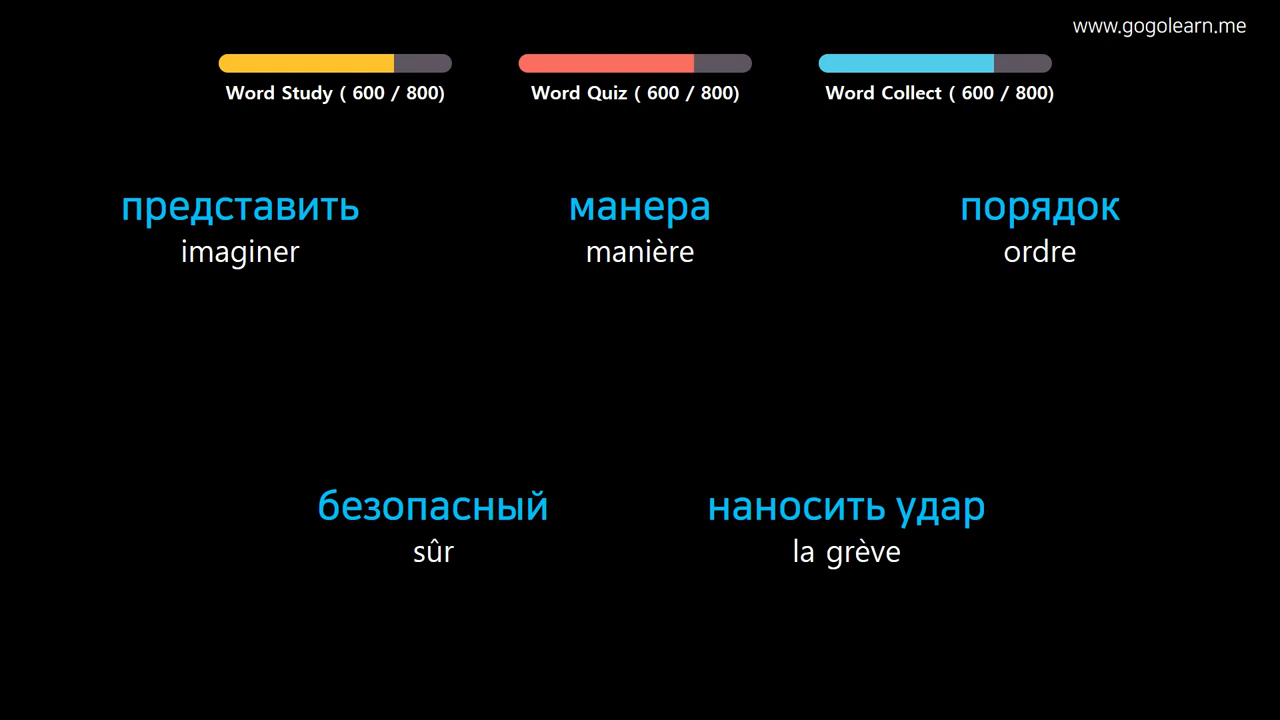 www.gogolearn.me
Word Study ( 600 / 800)
Word Quiz ( 600 / 800)
Word Collect ( 600 / 800)
представить
imaginer
манера
manière
порядок
ordre
безопасный
sûr
наносить удар
la grève